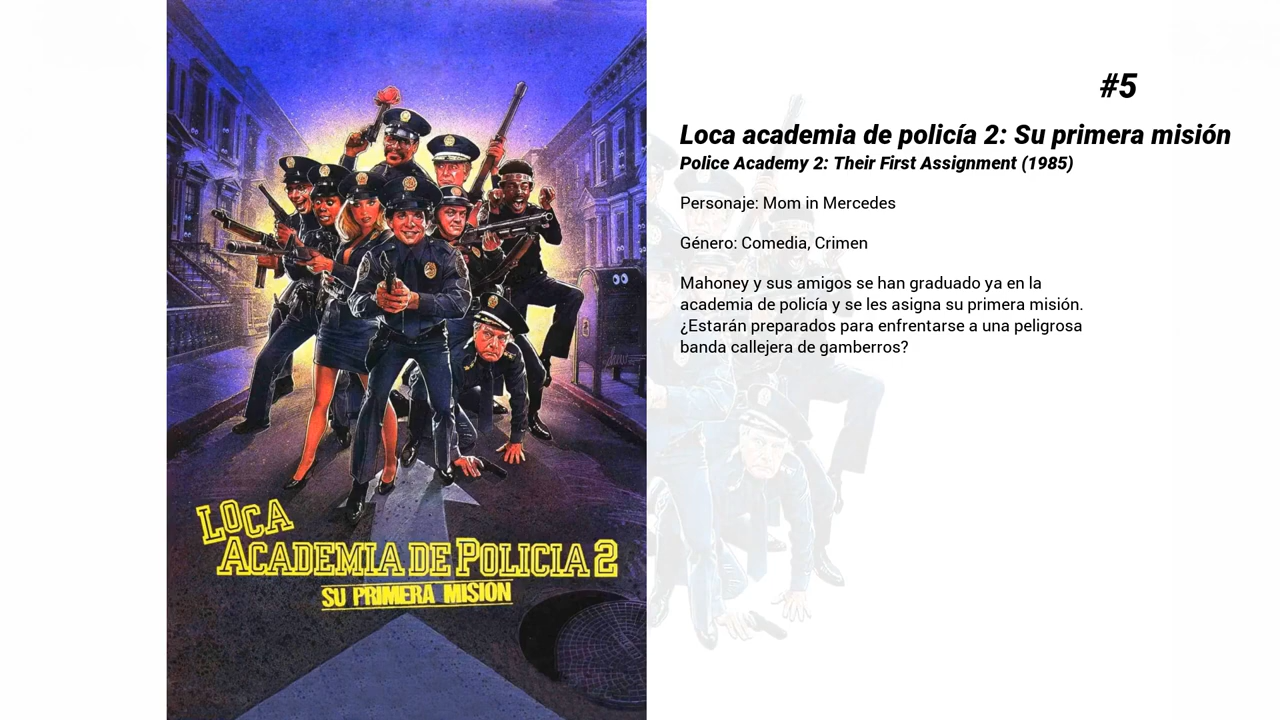 LOCA
ACADEMIA DE POLICIA 2
SU PRIMERA MISION
#5
Loca academia de policía 2: Su primera misión
Police Academy 2: Their First Assignment (1985)
Personaje: Mom in Mercedes
Género: Comedia, Crimen
Mahoney y sus amigos se han graduado ya en la
academia de policía y se les asigna su primera misión.
¿Estarán preparados para enfrentarse a una peligrosa
banda callejera de gamberros?